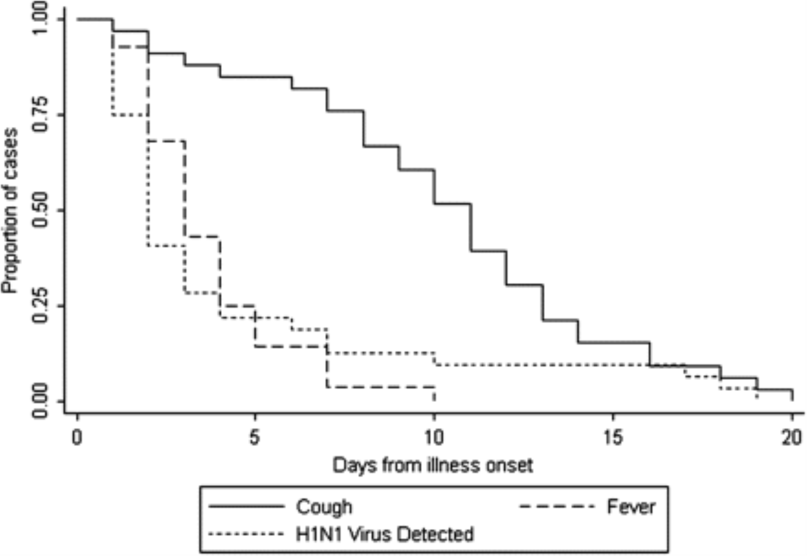 1.00
0.75
0.50
0.25
0.00
Proportion of cases
0 5 10 15 20
Days from illness onset
Cough Fever
H1N1 Virus Detected